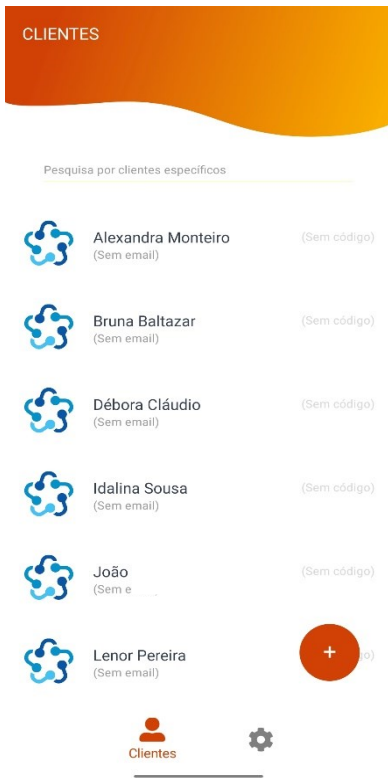 CLIENTES
Pesquisa por clientes específicos
Alexandra Monteiro (Sem código)
(Sem email)
Bruna Baltazar (Sem código)
(Sem email)
Débora Cláudio (Sem código)
(Sem email)
Idalina Sousa (Sem código)
(Sem email)
João (Sem código)
(Sem e
Lenor Pereira
(Sem email)
+
Clientes